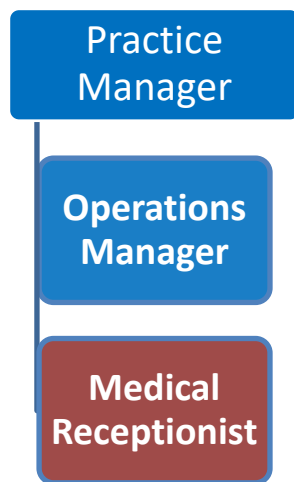 Practice
Manager
Operations
Manager
Medical
Receptionist